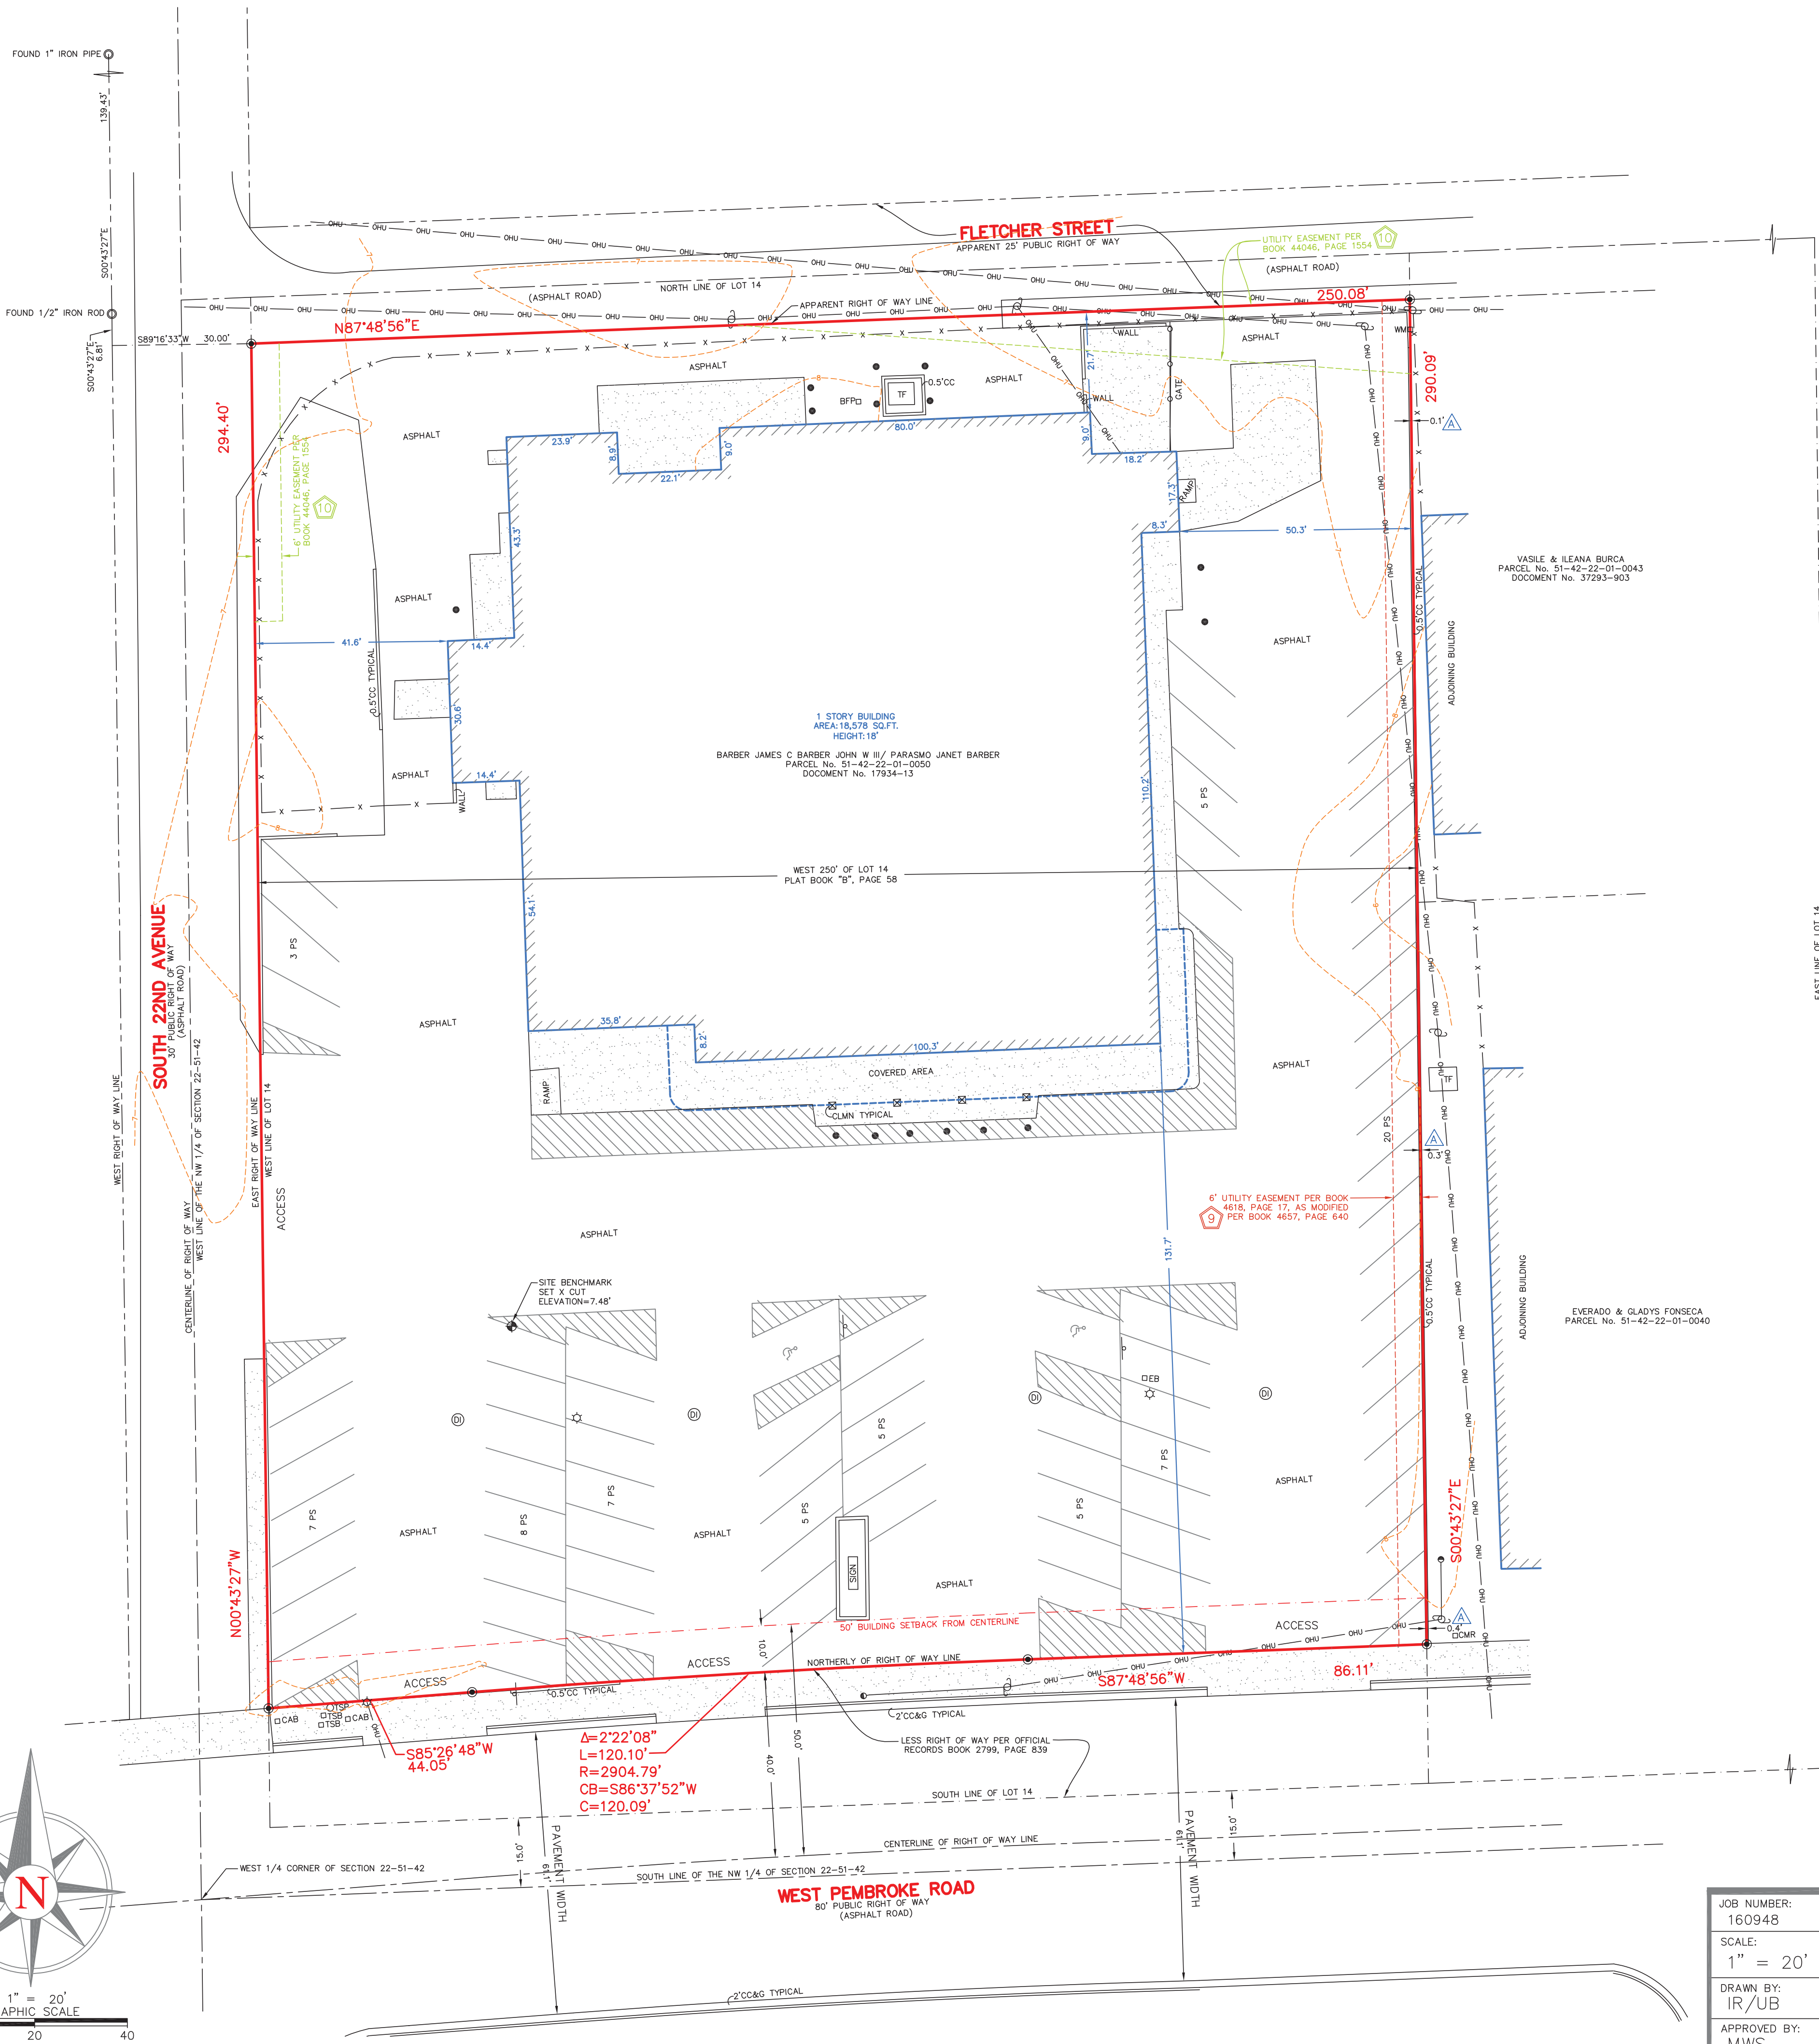 FOUND 1" IRON PIPE
139.43'
S00°43'27"E
FOUND 1/2" IRON ROD
S00°43'27"E
6.81'
S89°16'33"W 30.00'
FLETCHER STREET
APPARENT 25' PUBLIC RIGHT OF WAY
UTILITY EASEMENT PER
BOOK 44046, PAGE 1554
10
(ASPHALT ROAD)
(ASPHALT ROAD)
NORTH LINE OF LOT 14
APPARENT RIGHT OF WAY LINE
N87°48'56"E
250.08'
294.40'
290.09'
6' UTILITY EASEMENT PER
BOOK 44046, PAGE 1554
10
ASPHALT
ASPHALT
ASPHALT
ASPHALT
BFP
TF
0.5'CC
WALL
WALL
GATE
WM
21.7'
0.1'
A
23.9'
8.9'
22.1'
9.0'
80.0'
9.0'
18.2'
17.3'
RAMP
8.3'
50.3'
43.3'
41.6'
14.4'
30.6'
14.4'
ASPHALT
0.5'CC TYPICAL
ASPHALT
WALL
ASPHALT
0.5'CC TYPICAL
ADJOINING BUILDING
VASILE & ILEANA BURCA
PARCEL No. 51-42-22-01-0043
DOCOMENT No. 37293-903
1 STORY BUILDING
AREA:18,578 SQ.FT.
HEIGHT:18'
BARBER JAMES C BARBER JOHN W III/ PARASMO JANET BARBER
PARCEL No. 51-42-22-01-0050
DOCOMENT No. 17934-13
110.2'
5 PS
WEST 250' OF LOT 14
PLAT BOOK "B", PAGE 58
54.1'
3 PS
SOUTH 22ND AVENUE
30' PUBLIC RIGHT OF WAY
(ASPHALT ROAD)
WEST RIGHT OF WAY LINE
CENTERLINE OF RIGHT OF WAY
WEST LINE OF THE NW 1/4 OF SECTION 22-51-42
EAST RIGHT OF WAY LINE
WEST LINE OF LOT 14
EAST LINE OF LOT 14
ACCESS
ASPHALT
35.8'
8.2'
100.3'
COVERED AREA
RAMP
CLMN TYPICAL
ASPHALT
TF
20 PS
A
0.3'
6' UTILITY EASEMENT PER BOOK
4618, PAGE 17, AS MODIFIED
PER BOOK 4657, PAGE 640
9
ASPHALT
131.7'
SITE BENCHMARK
SET X CUT
ELEVATION=7.48'
0.5'CC TYPICAL
ADJOINING BUILDING
EVERADO & GLADYS FONSECA
PARCEL No. 51-42-22-01-0040
EB
DI
DI
DI
DI
7 PS
8 PS
7 PS
5 PS
5 PS
5 PS
7 PS
ASPHALT
ASPHALT
ASPHALT
ASPHALT
SIGN
N00°43'27"W
S00°43'27"E
50' BUILDING SETBACK FROM CENTERLINE
10.0'
ACCESS
ACCESS
ACCESS
NORTHERLY OF RIGHT OF WAY LINE
S87°48'56"W
86.11'
A
0.4'
CMR
0.5'CC TYPICAL
CAB
TSP
TSB
TSB
CAB
2'CC&G TYPICAL
S85°26'48"W
44.05'
Δ=2°22'08"
L=120.10'
R=2904.79'
CB=S86°37'52"W
C=120.09'
40.0'
50.0'
LESS RIGHT OF WAY PER OFFICIAL
RECORDS BOOK 2799, PAGE 839
SOUTH LINE OF LOT 14
15.0'
15.0'
PAVEMENT WIDTH
61.1'
PAVEMENT WIDTH
61.1'
CENTERLINE OF RIGHT OF WAY LINE
WEST 1/4 CORNER OF SECTION 22-51-42
SOUTH LINE OF THE NW 1/4 OF SECTION 22-51-42
WEST PEMBROKE ROAD
80' PUBLIC RIGHT OF WAY
(ASPHALT ROAD)
2'CC&G TYPICAL
N
1" = 20'
APHIC SCALE
20 40
JOB NUMBER:
160948
SCALE:
1" = 20'
DRAWN BY:
IR/UB
APPROVED BY:
MWS